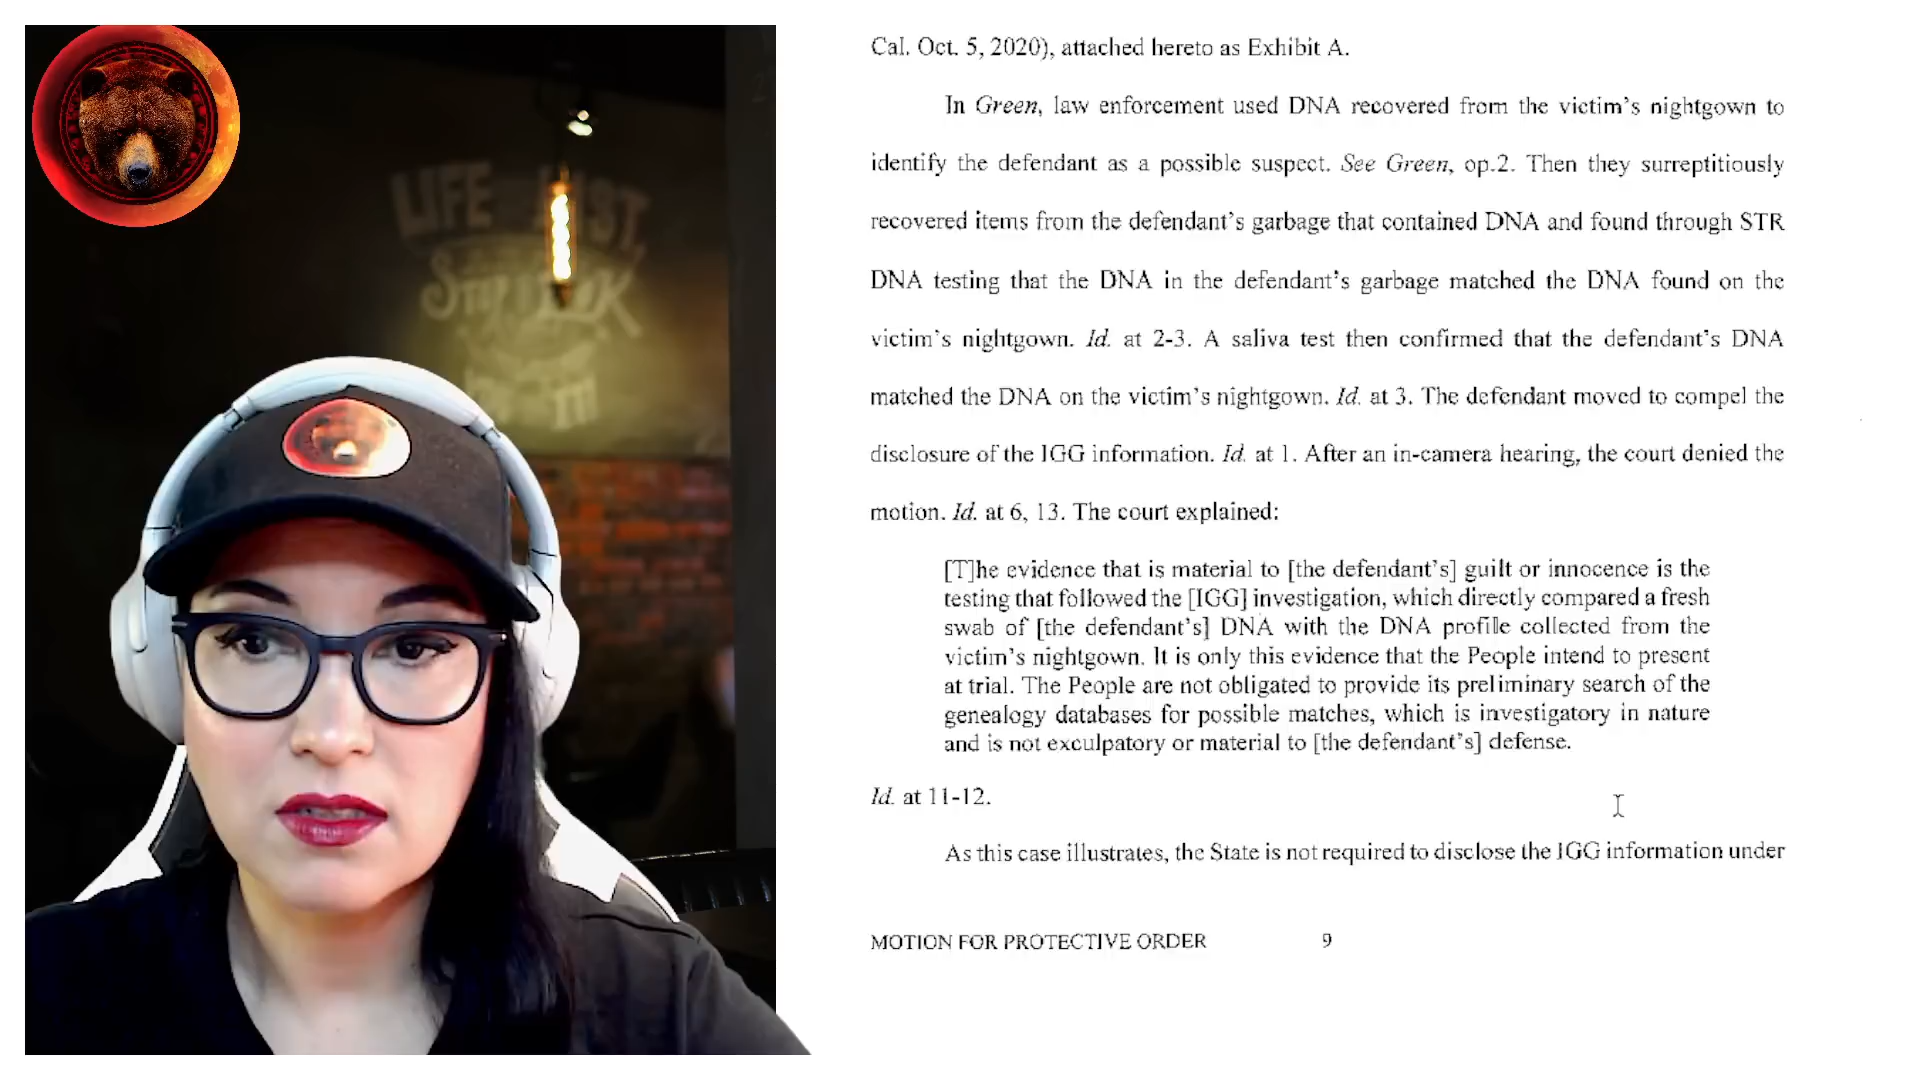 LIFE
Cal. Oct. 5, 2020), attached hereto as Exhibit A.
In Green, law enforcement used DNA recovered from the victim's nightgown to
identify the defendant as a possible suspect. See Green, op.2. Then they surreptitiously
recovered items from the defendant's garbage that contained DNA and found through STR
DNA testing that the DNA in the defendant's garbage matched the DNA found on the
victim's nightgown. Id. at 2-3. A saliva test then confirmed that the defendant's DNA
matched the DNA on the victim's nightgown. Id. at 3. The defendant moved to compel the
disclosure of the IGG information. Id. at 1. After an in-camera hearing, the court denied the
motion. Id. at 6, 13. The court explained:
[T]he evidence that is material to [the defendant's] guilt or innocence is the
testing that followed the [IGG] investigation, which directly compared a fresh
swab of [the defendant's] DNA with the DNA profile collected from the
victim's nightgown. It is only this evidence that the People intend to present
at trial. The People are not obligated to provide its preliminary search of the
genealogy databases for possible matches, which is investigatory in nature
and is not exculpatory or material to [the defendant's] defense.
Id. at 11-12.
As this case illustrates, the State is not required to disclose the IGG information under
MOTION FOR PROTECTIVE ORDER 9